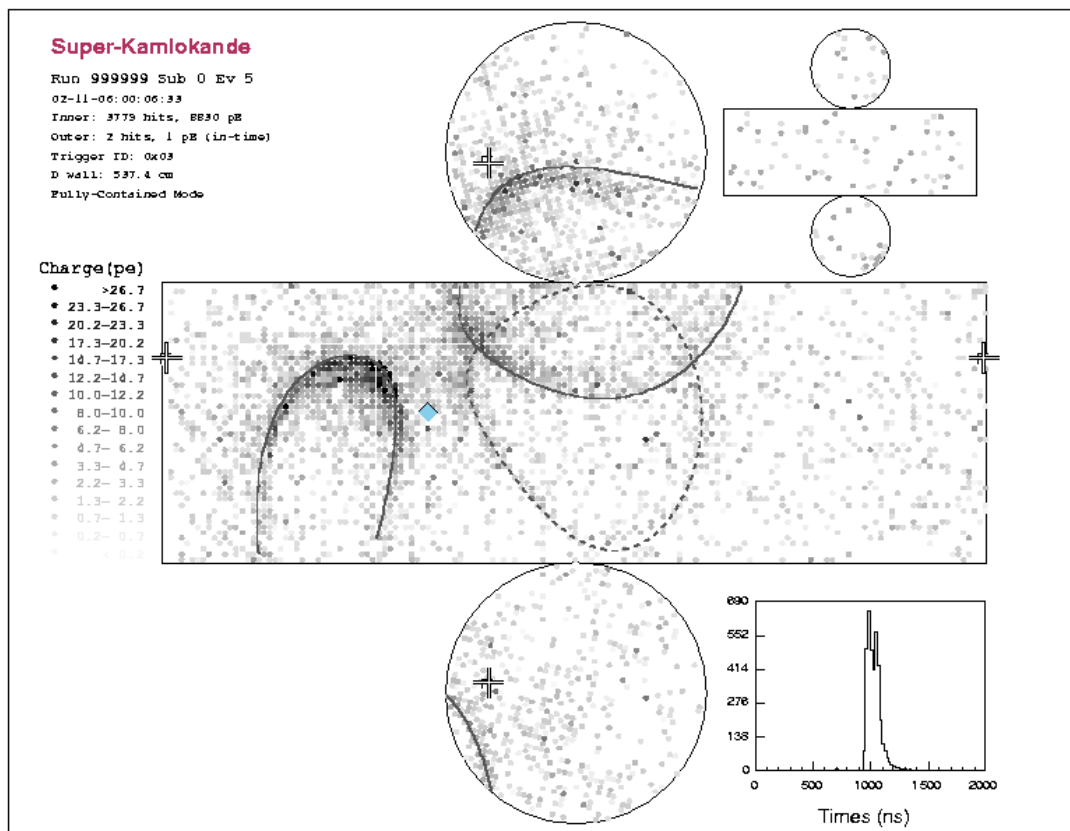 Super-Kamlokande
Run 999999 Sub 0 Ev 5
02-11-06:00:06:33
Inner: 3779 hits, 8830 pE
Outer: 2 hits, 1 pE (in-time)
Trigger ID: 0x03
D wall: 537.4 cm
Fully-Contained Mode
Charge(pe)
>26.7
23.3-26.7
20.2-23.3
17.3-20.2
14.7-17.3
12.2-14.7
10.0-12.2
8.0-10.0
6.2- 8.0
4.7- 6.2
3.3- 4.7
2.2- 3.3
1.3- 2.2
0.7- 1.3
0.2- 0.7
< 0.2
690
552
414
276
138
0
0 500 1000 1500 2000
Times (ns)